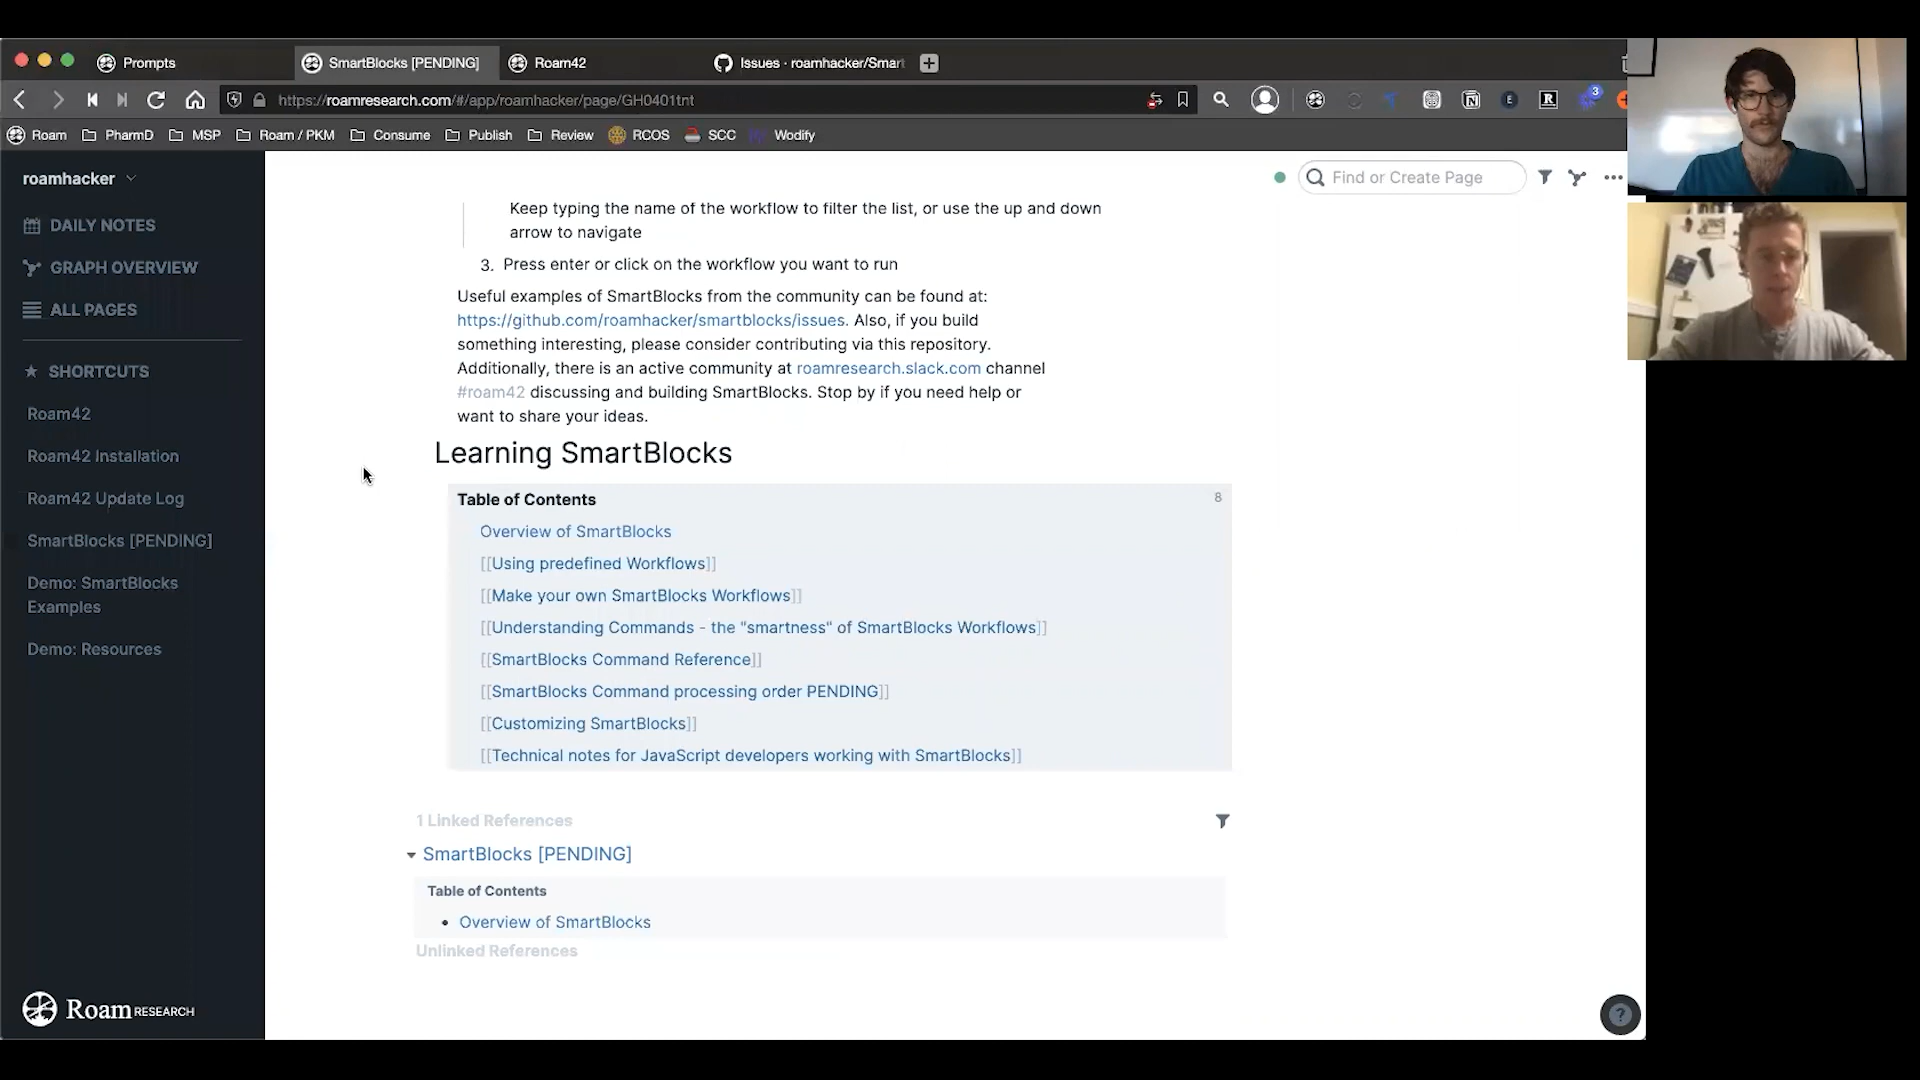 Prompts
SmartBlocks [PENDING]
Roam42
Issues · roamhacker/Smart
https://roamresearch.com/#/app/roamhacker/page/GH0401tnt
3
Roam
PharmD
MSP
Roam / PKM
Consume
Publish
Review
RCOS
SCC
Wodify
roamhacker
DAILY NOTES
GRAPH OVERVIEW
ALL PAGES
SHORTCUTS
Roam42
Roam42 Installation
Roam42 Update Log
SmartBlocks [PENDING]
Demo: SmartBlocks
Examples
Demo: Resources
Roam RESEARCH
Find or Create Page
Keep typing the name of the workflow to filter the list, or use the up and down
arrow to navigate
3. Press enter or click on the workflow you want to run
Useful examples of SmartBlocks from the community can be found at:
https://github.com/roamhacker/smartblocks/issues. Also, if you build
something interesting, please consider contributing via this repository.
Additionally, there is an active community at roamresearch.slack.com channel
#roam42 discussing and building SmartBlocks. Stop by if you need help or
want to share your ideas.
Learning SmartBlocks
Table of Contents 8
Overview of SmartBlocks
[[Using predefined Workflows]]
[[Make your own SmartBlocks Workflows]]
[[Understanding Commands - the "smartness" of SmartBlocks Workflows]]
[[SmartBlocks Command Reference]]
[[SmartBlocks Command processing order PENDING]]
[[Customizing SmartBlocks]]
[[Technical notes for JavaScript developers working with SmartBlocks]]
1 Linked References
SmartBlocks [PENDING]
Table of Contents
• Overview of SmartBlocks
Unlinked References
?